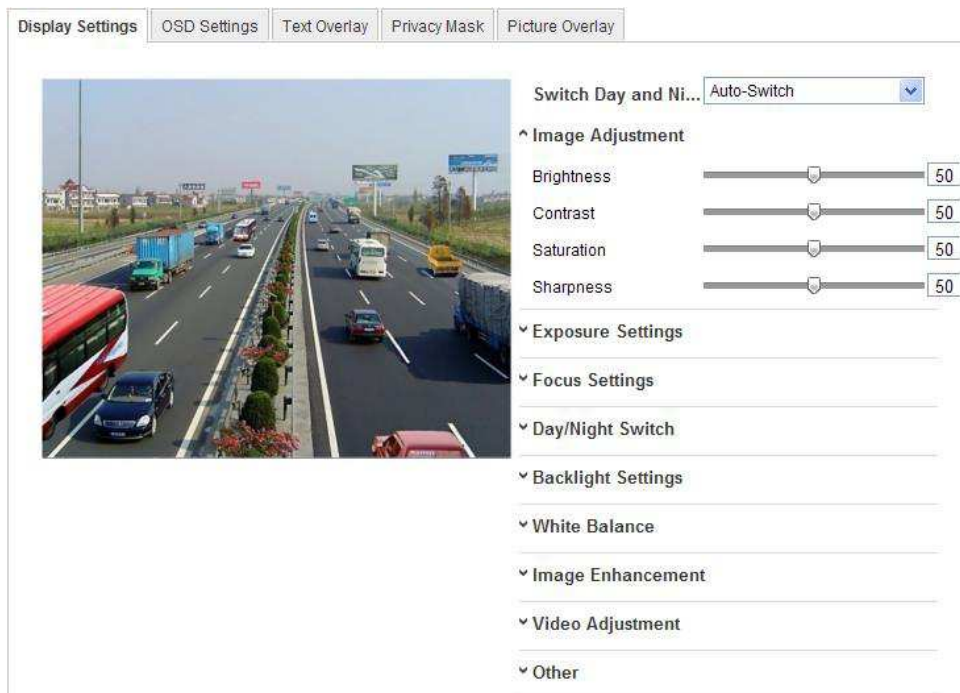 Display Settings
OSD Settings
Text Overlay
Privacy Mask
Picture Overlay
Switch Day and Ni...
Auto-Switch
Image Adjustment
Brightness 50
Contrast 50
Saturation 50
Sharpness 50
Exposure Settings
Focus Settings
Day/Night Switch
Backlight Settings
White Balance
Image Enhancement
Video Adjustment
Other